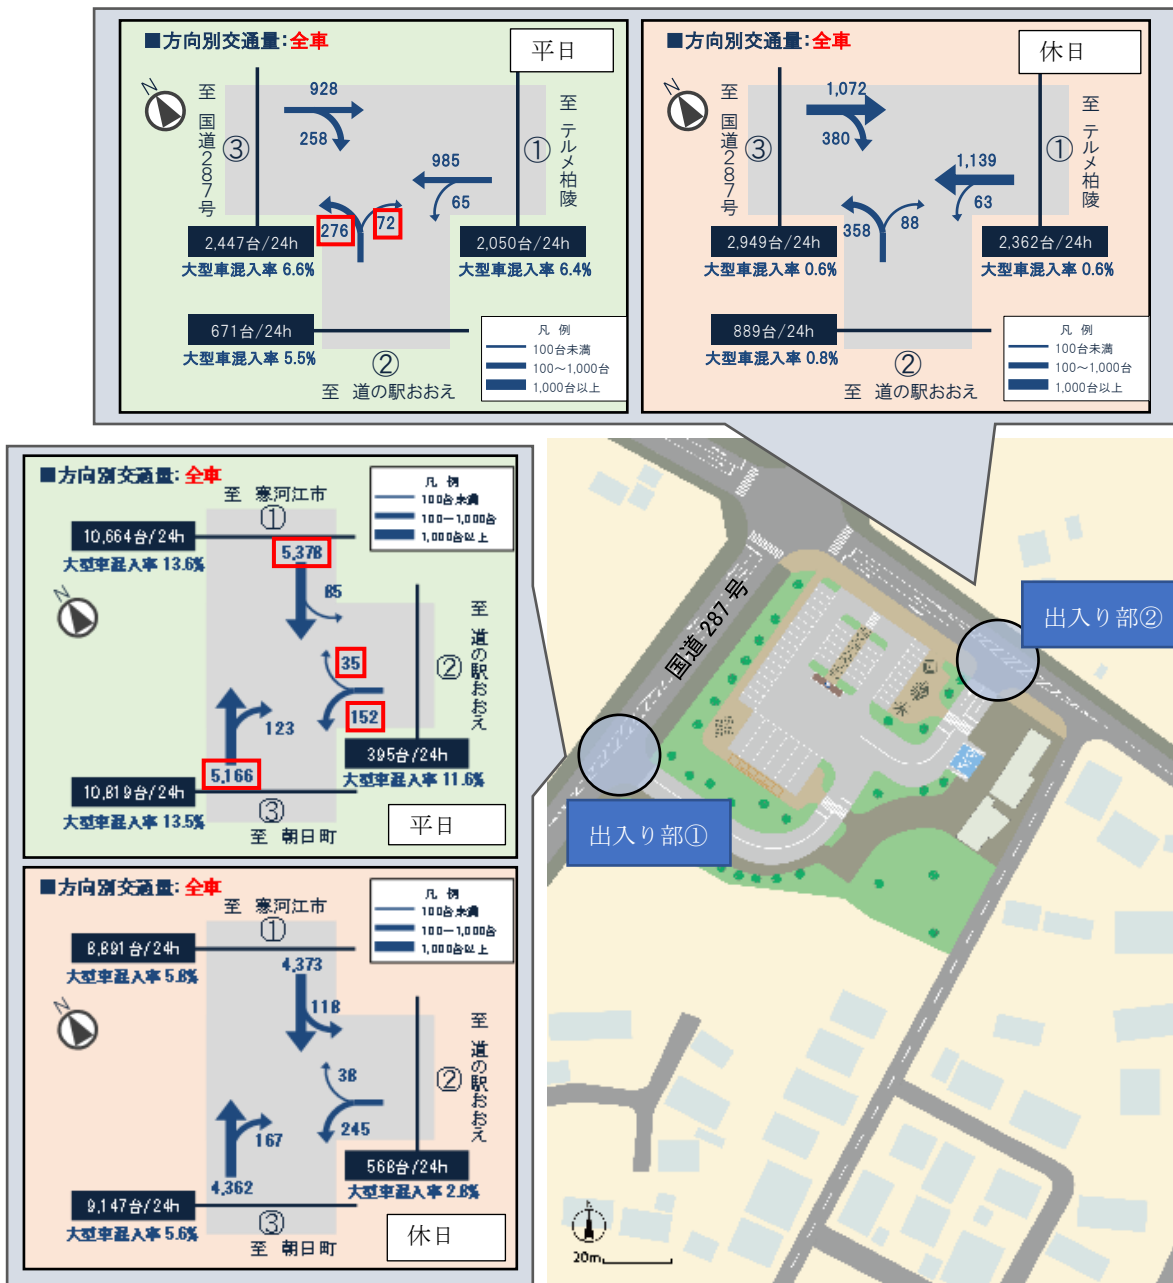 ■方向別交通量:全車
平日
N
至 国道287号
③
928
258
985
65
276
72
①
至 テルメ柏陵
2,447台/24h
大型車混入率 6.6%
2,050台/24h
大型車混入率 6.4%
671台/24h
大型車混入率 5.5%
②
至 道の駅おおえ
凡 例
100台未満
100~1,000台
1,000台以上
■方向別交通量:全車
休日
N
至 国道287号
③
1,072
380
1,139
63
358
88
①
至 テルメ柏陵
2,949台/24h
大型車混入率 0.6%
2,362台/24h
大型車混入率 0.6%
889台/24h
大型車混入率 0.8%
②
至 道の駅おおえ
凡 例
100台未満
100~1,000台
1,000台以上
■方向別交通量:全車
凡 例
100台未満
100−1,000台
1,000台以上
至 寒河江市
①
10,664台/24h
大型車混入率 13.6%
N
5,378
85
35
152
123
5,166
至 道の駅おおえ
②
395台/24h
大型車混入率 11.6%
10,819台/24h
大型車混入率 13.5%
③
至 朝日町
平日
■方向別交通量:全車
凡 例
100台未満
100−1,000台
1,000台以上
至 寒河江市
①
8,891台/24h
大型車混入率 5.8%
N
4,373
118
38
245
167
4,362
至 道の駅おおえ
②
568台/24h
大型車混入率 2.8%
9,147台/24h
大型車混入率 5.6%
③
至 朝日町
休日
国道 287 号
出入り部②
出入り部①
20m